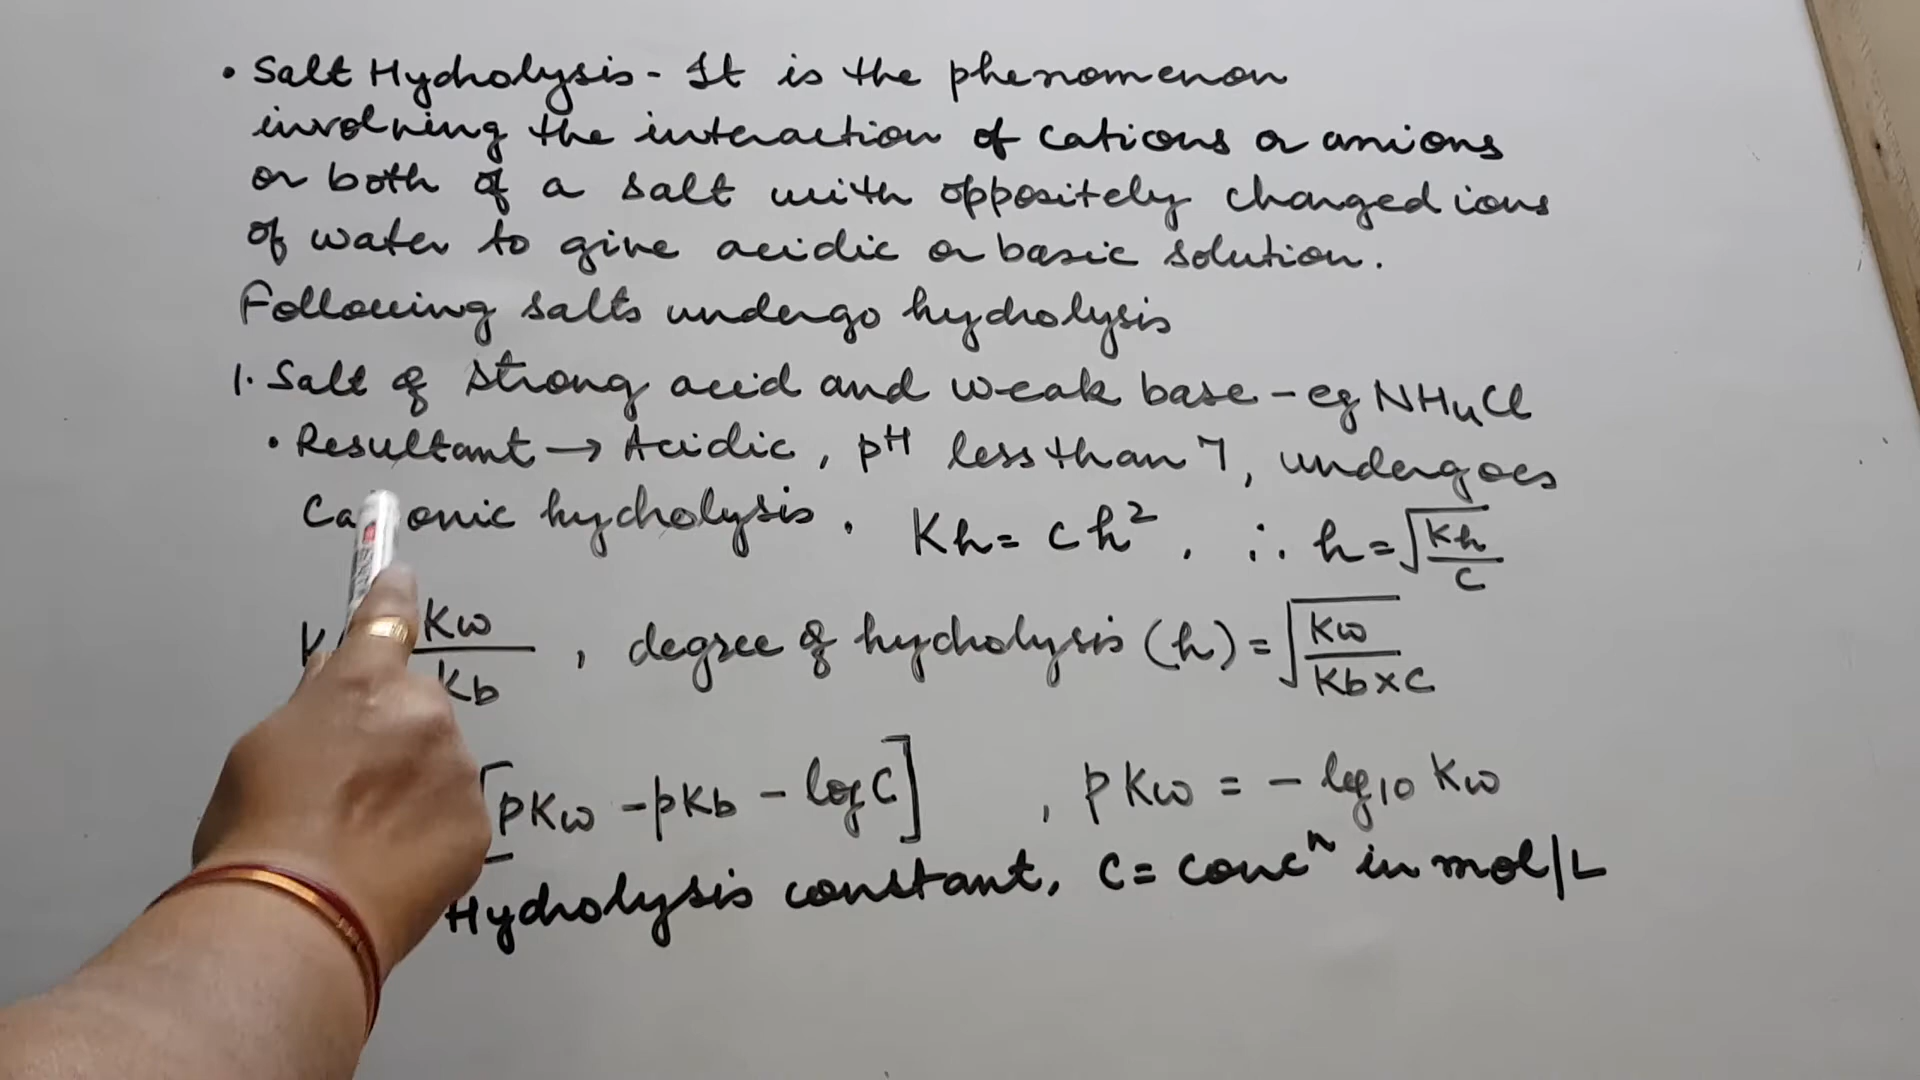 • Salt Hydrolysis - It is the phenomenon
involving the interaction of cations or anions
or both of a salt with oppositely charged ions
of water to give acidic or basic solution.
Following salts undergo hydrolysis
1. Salt of strong acid and weak base - eg NH4Cl
• Resultant → Acidic, pH less than 7, undergoes
hydrolysis. Kh = ch², ∴ h = √(Kh/C)
Kw/Kb, degree of hydrolysis (h) = √(Kw/Kb×C)
[pKw - pKb - log C], pKw = - log10 Kw
Hydrolysis constant, C = concⁿ in mol/L